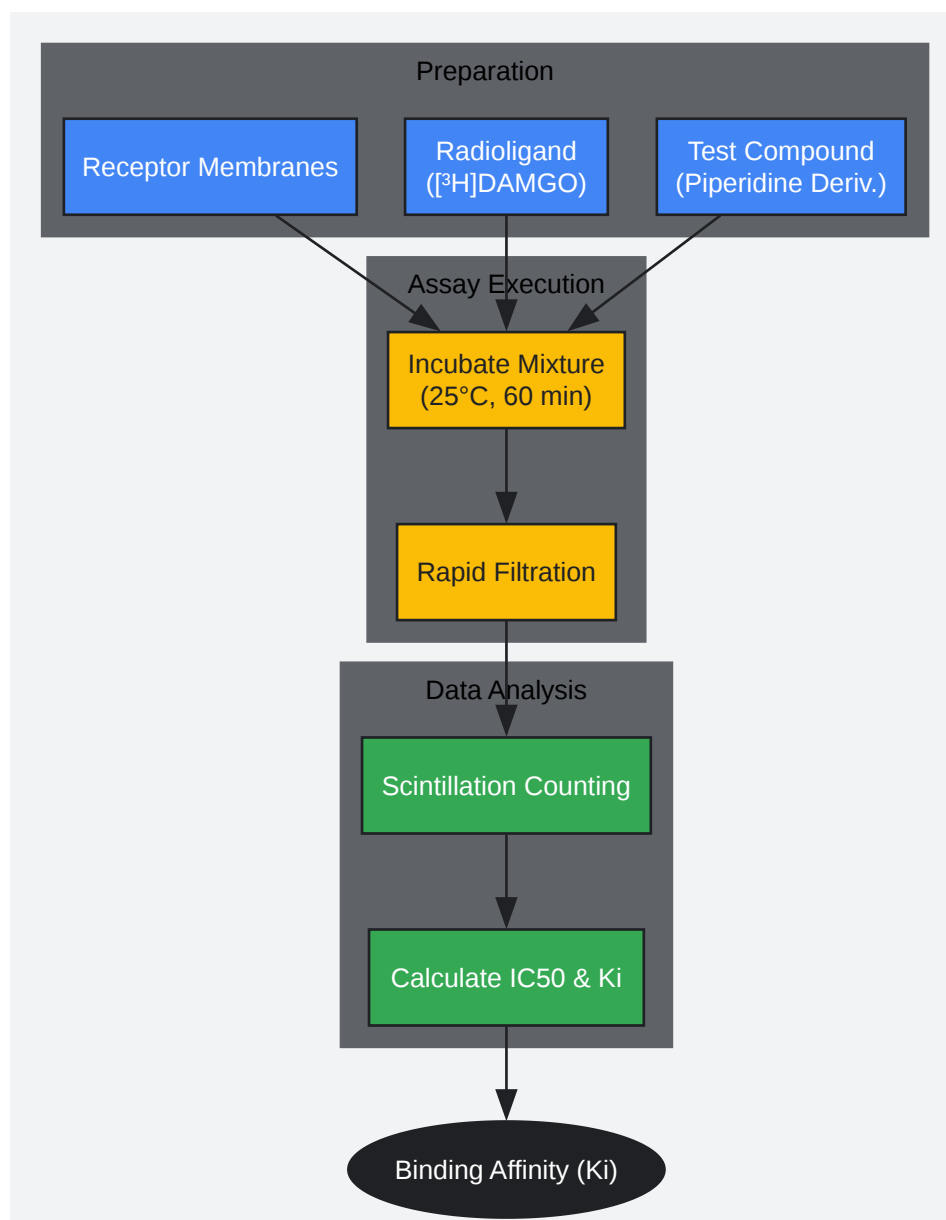 Preparation
Receptor Membranes
Radioligand
([³H]DAMGO)
Test Compound
(Piperidine Deriv.)
Assay Execution
Incubate Mixture
(25°C, 60 min)
Rapid Filtration
Data Analysis
Scintillation Counting
Calculate IC50 & Ki
Binding Affinity (Ki)